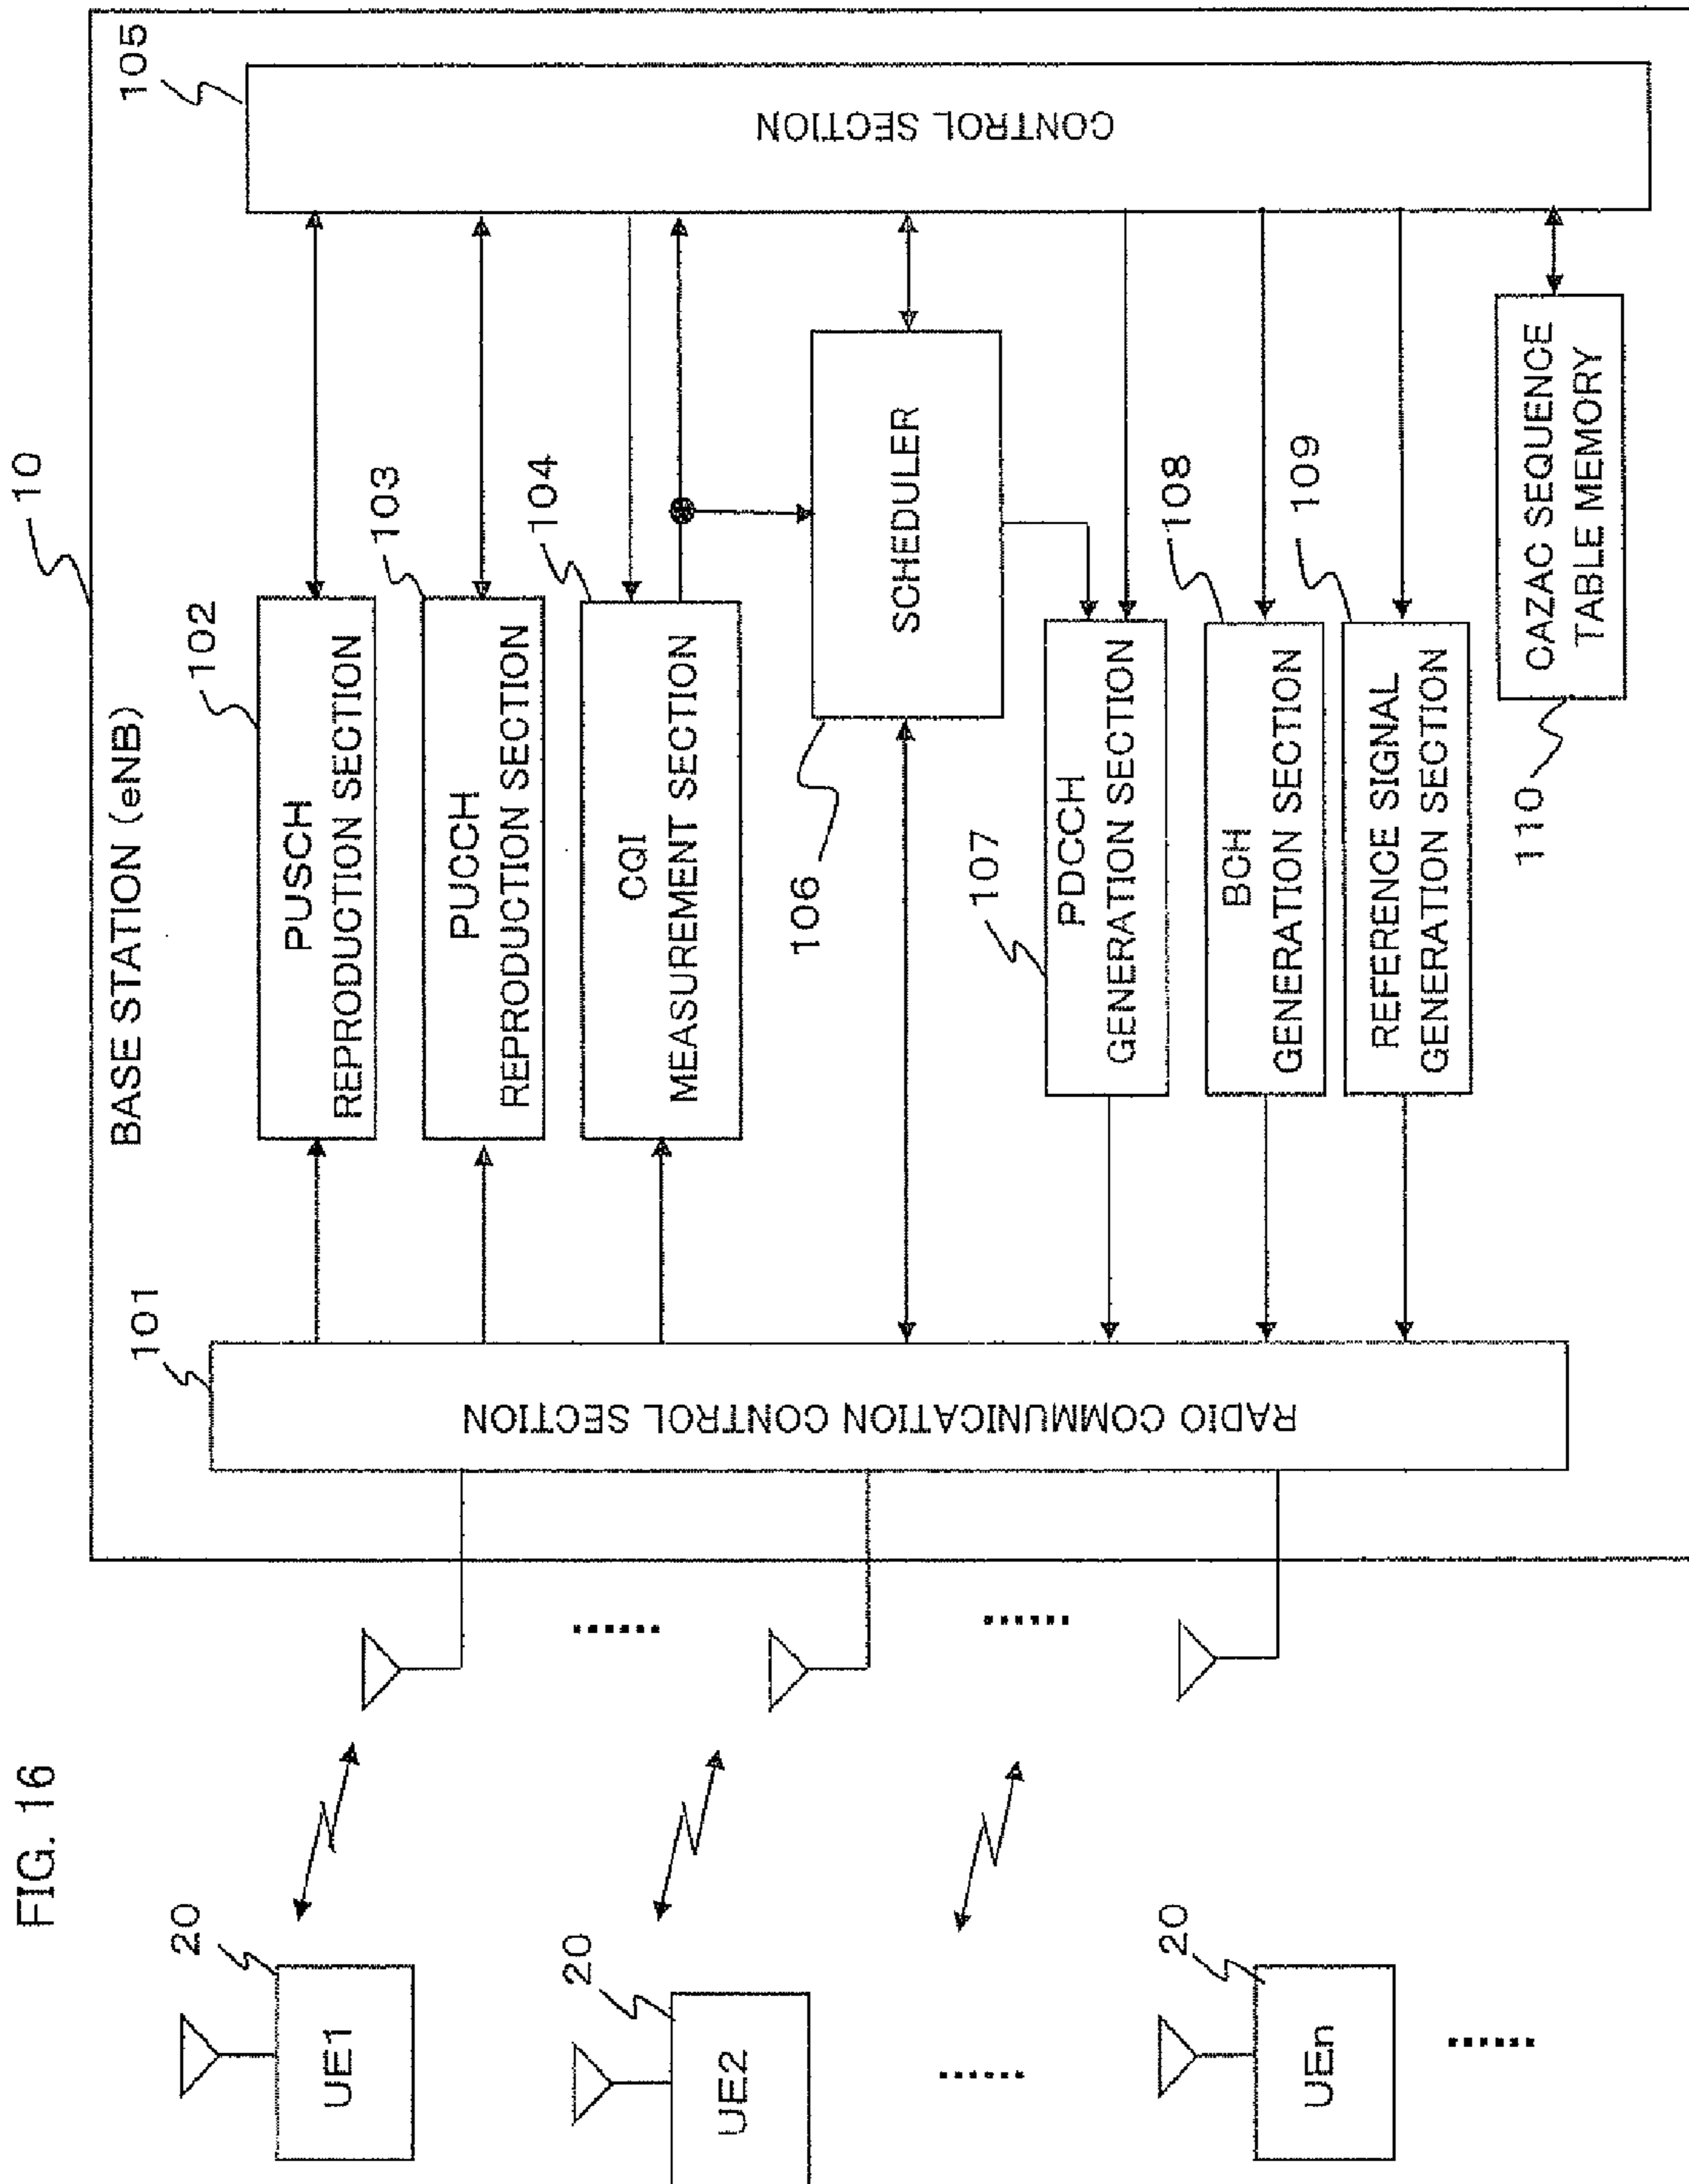 FIG. 16
10
BASE STATION (eNB)
20
UE1
20
UE2
......
20
UEn
......
......
......
101
RADIO COMMUNICATION CONTROL SECTION
102
PUSCH
REPRODUCTION SECTION
103
PUCCH
REPRODUCTION SECTION
104
CQI
MEASUREMENT SECTION
105
CONTROL SECTION
106
SCHEDULER
107
PDCCH
GENERATION SECTION
108
BCH
GENERATION SECTION
109
REFERENCE SIGNAL
GENERATION SECTION
110
CAZAC SEQUENCE
TABLE MEMORY